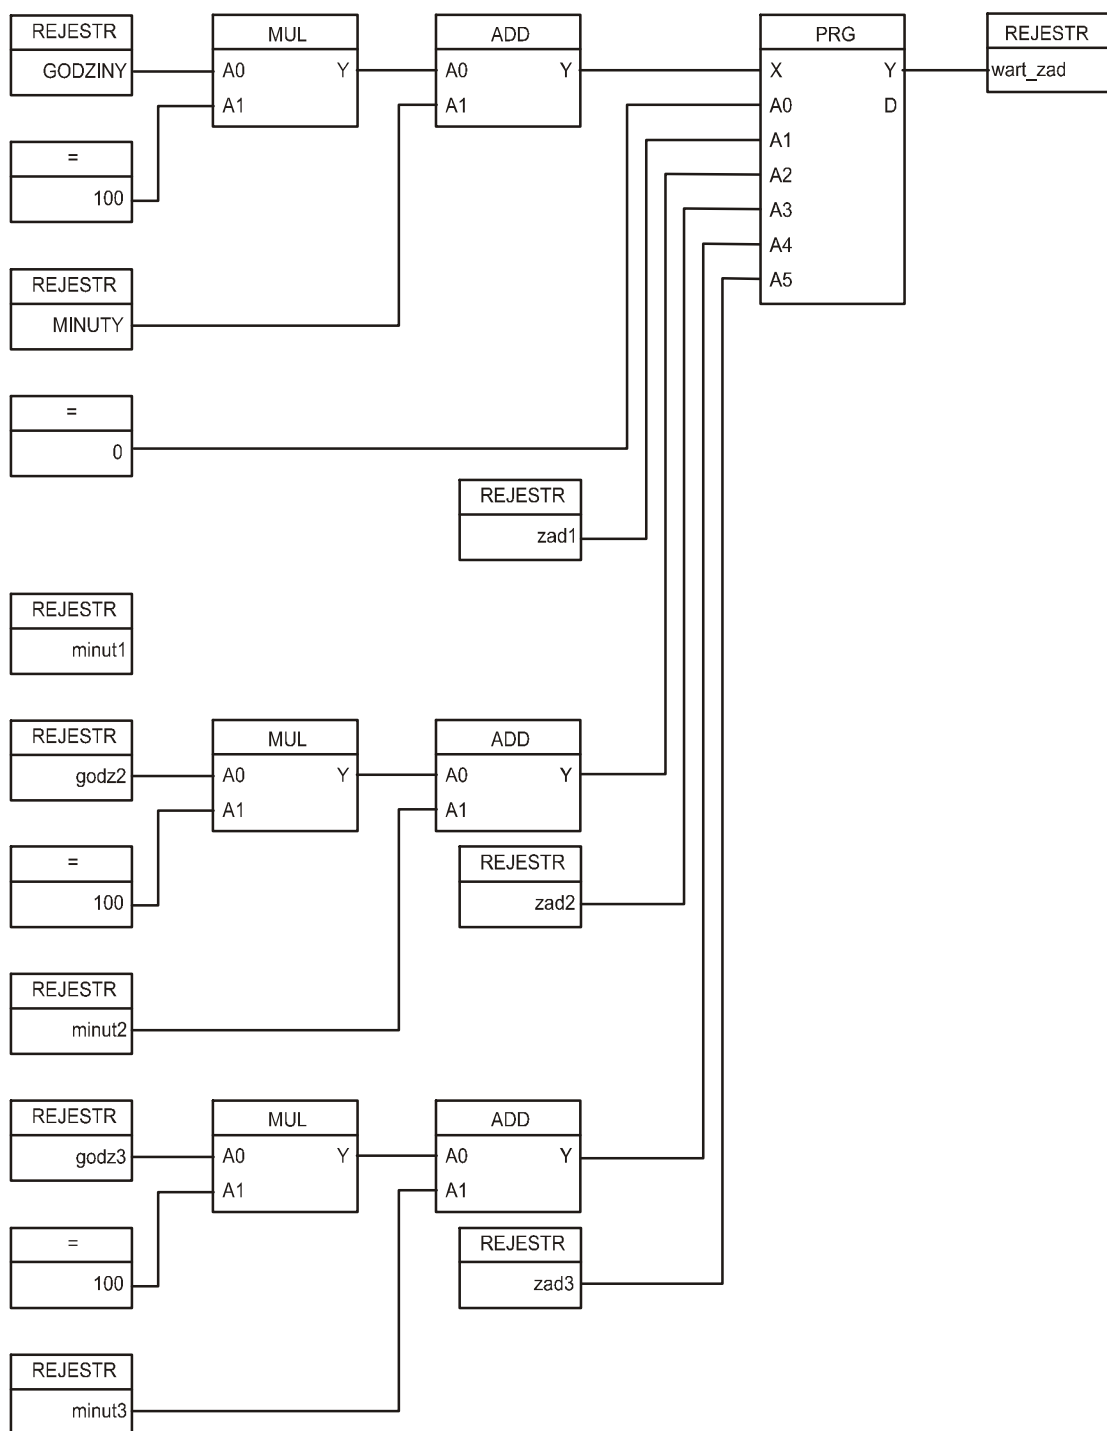 REJESTR
GODZINY
MUL
A0 Y
A1
ADD
A0 Y
A1
PRG
X Y
A0 D
A1
A2
A3
A4
A5
REJESTR
wart_zad
=
100
REJESTR
MINUTY
=
0
REJESTR
zad1
REJESTR
minut1
REJESTR
godz2
MUL
A0 Y
A1
ADD
A0 Y
A1
=
100
REJESTR
zad2
REJESTR
minut2
REJESTR
godz3
MUL
A0 Y
A1
ADD
A0 Y
A1
=
100
REJESTR
zad3
REJESTR
minut3